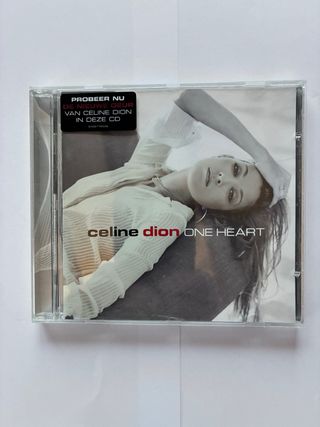 PROBEER NU
DE NIEUWE GEUR
VAN CELINE DION
IN DEZE CD
celine dion ONE HEART